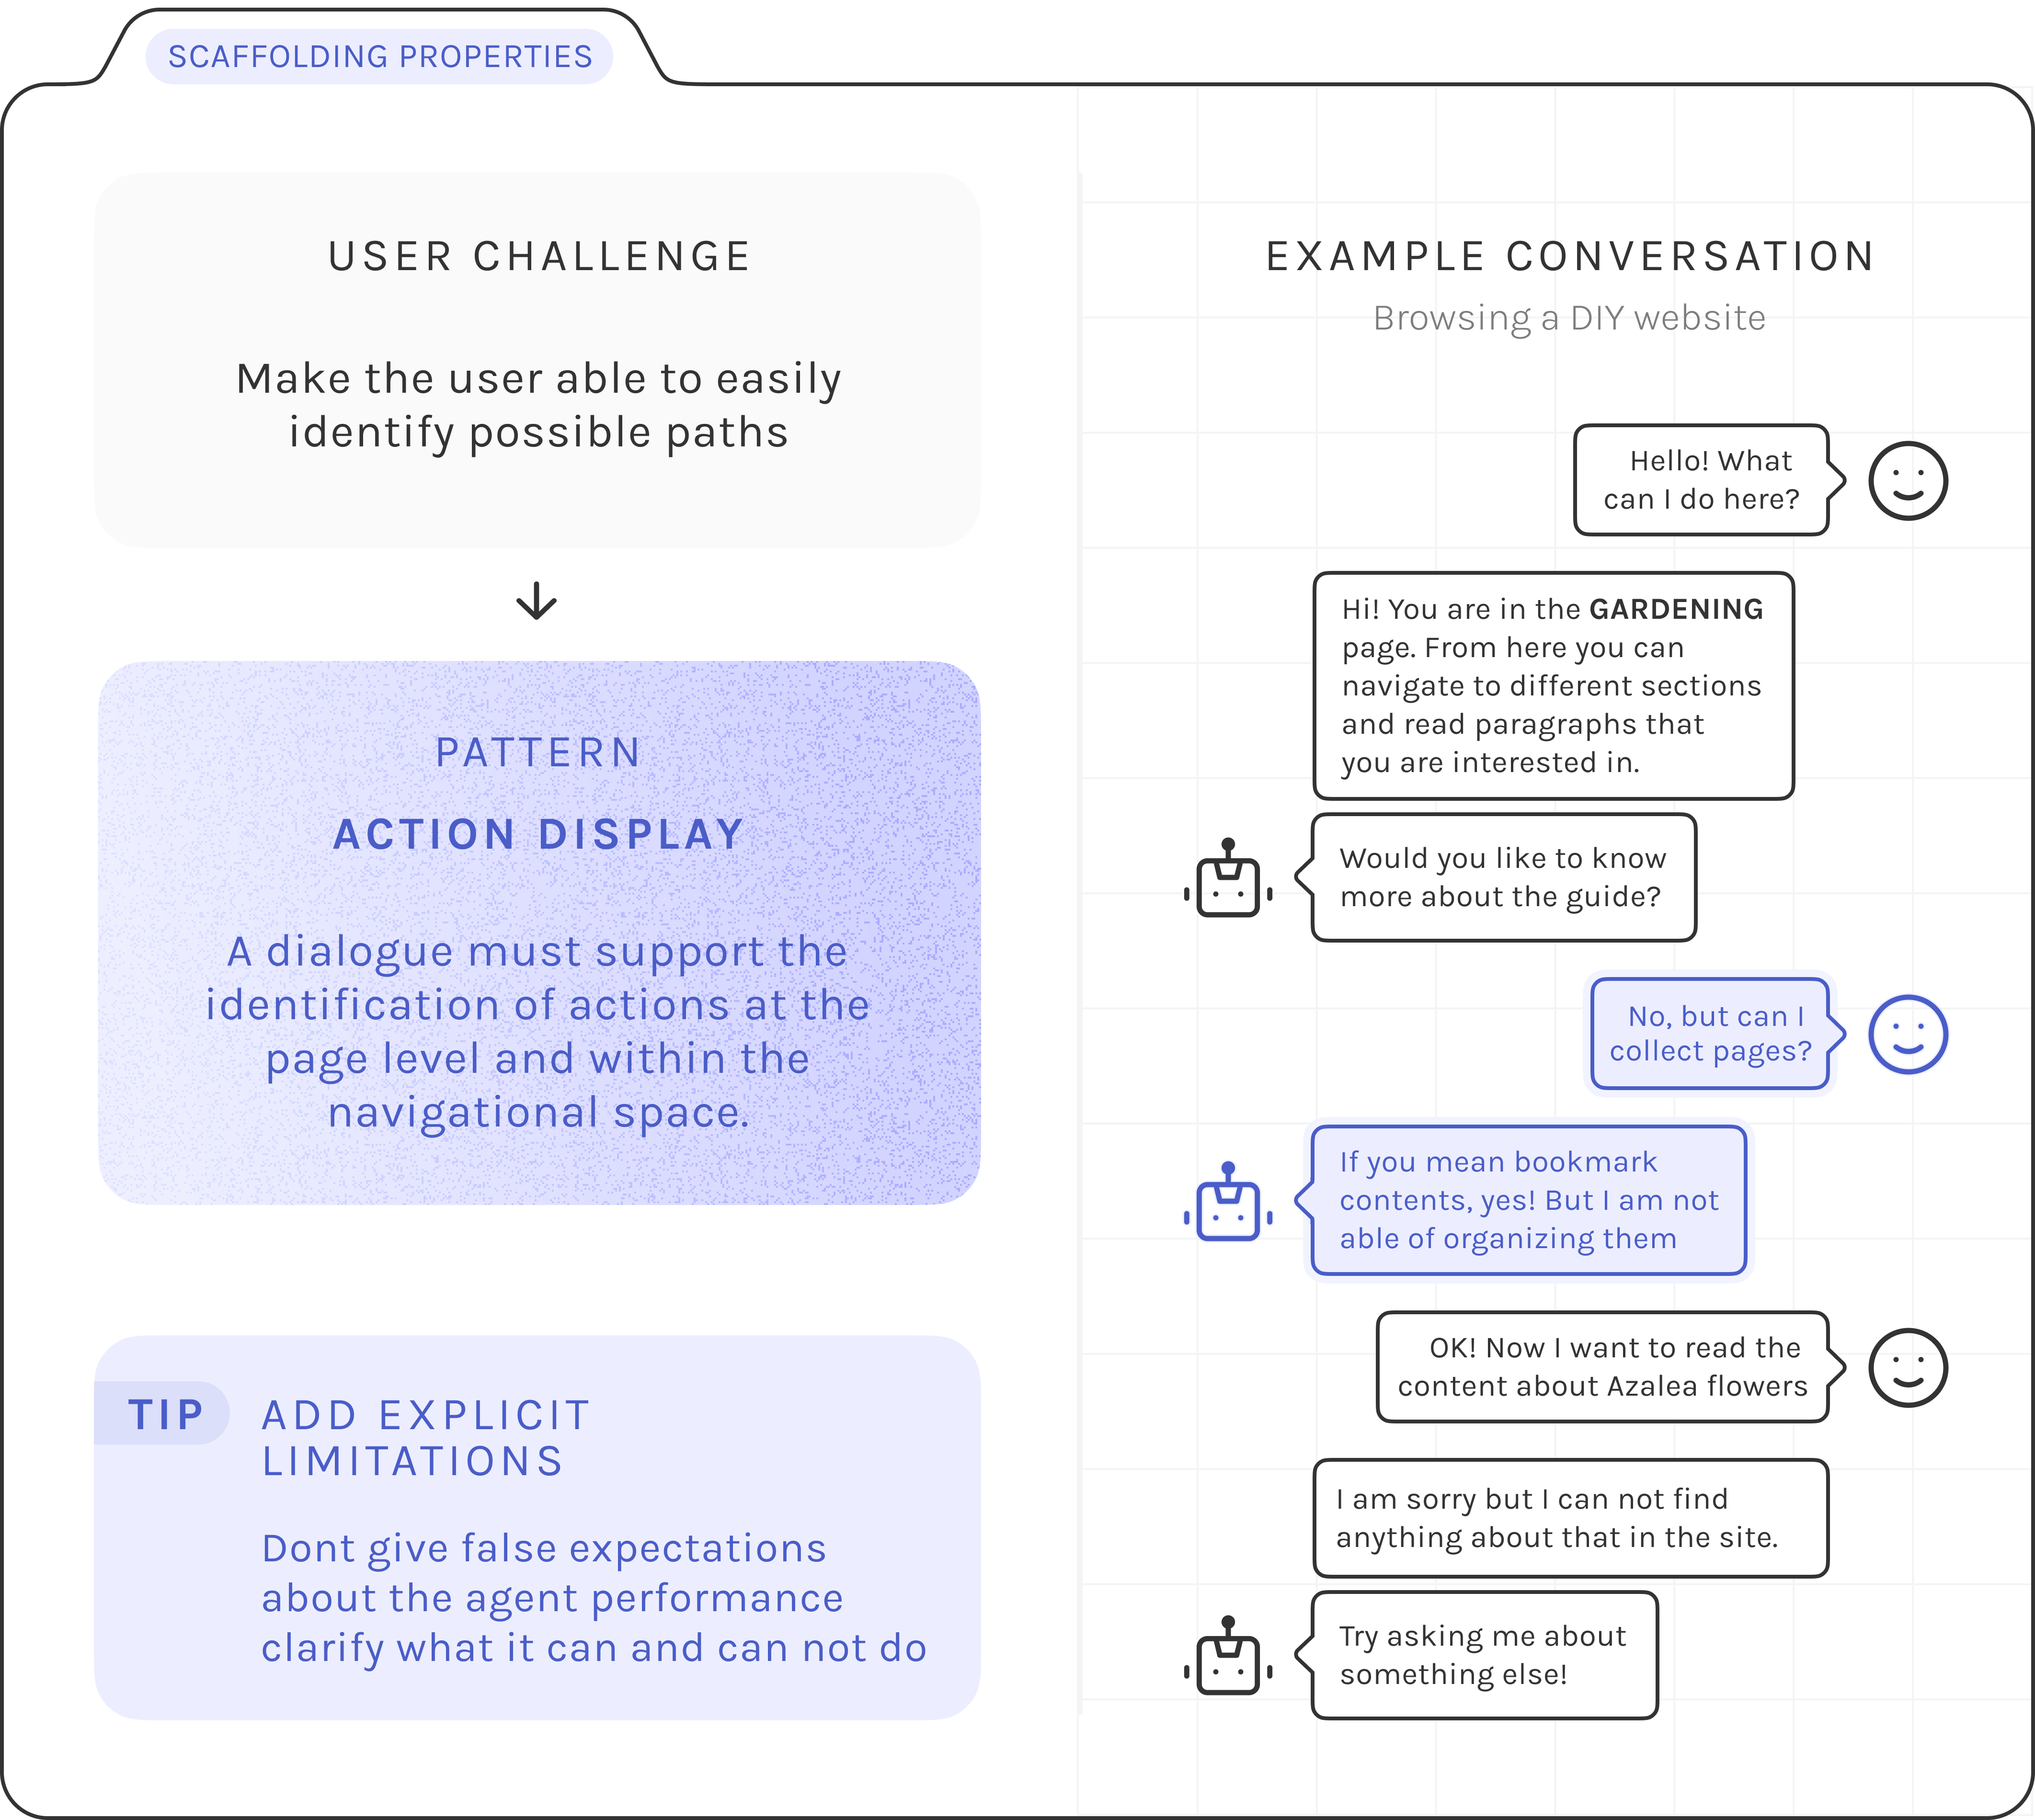 SCAFFOLDING PROPERTIES
USER CHALLENGE
Make the user able to easily
identify possible paths
PATTERN
ACTION DISPLAY
A dialogue must support the
identification of actions at the
page level and within the
navigational space.
TIP
ADD EXPLICIT
LIMITATIONS
Dont give false expectations
about the agent performance
clarify what it can and can not do
EXAMPLE CONVERSATION
Browsing a DIY website
Hello! What
can I do here?
Hi! You are in the GARDENING
page. From here you can
navigate to different sections
and read paragraphs that
you are interested in.
Would you like to know
more about the guide?
No, but can I
collect pages?
If you mean bookmark
contents, yes! But I am not
able of organizing them
OK! Now I want to read the
content about Azalea flowers
I am sorry but I can not find
anything about that in the site.
Try asking me about
something else!